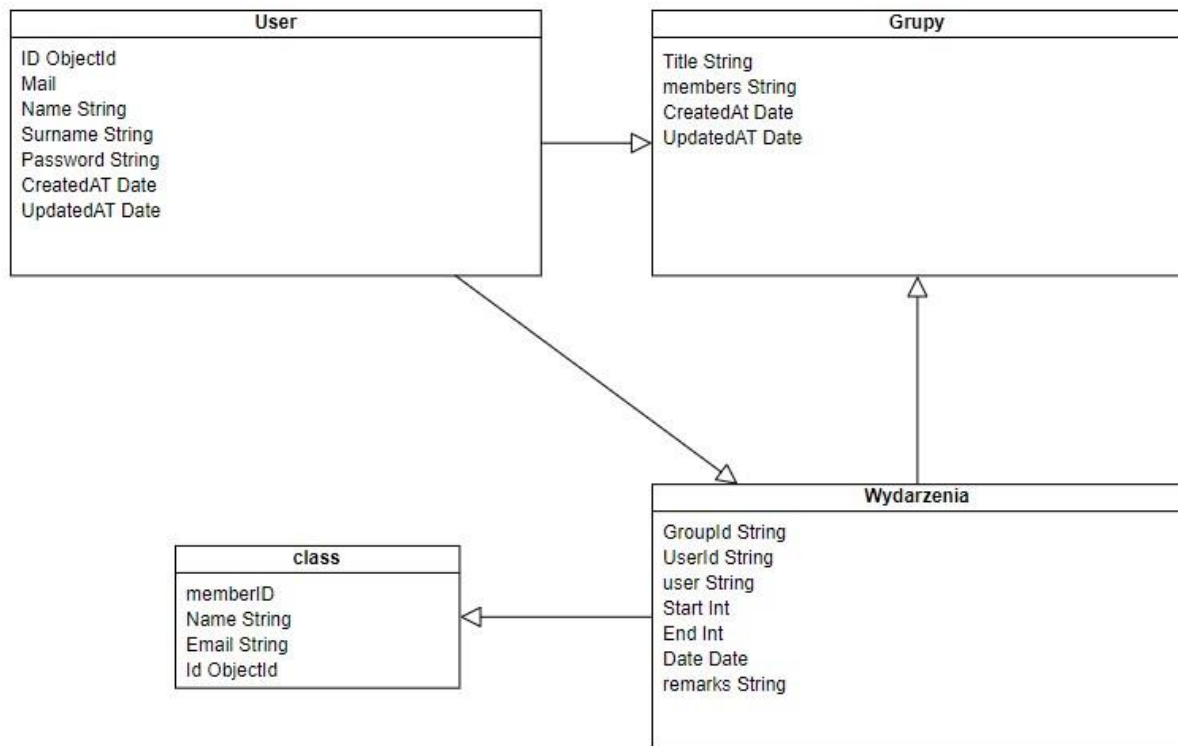 User
ID ObjectId
Mail
Name String
Surname String
Password String
CreatedAT Date
UpdatedAT Date
Grupy
Title String
members String
CreatedAt Date
UpdatedAT Date
class
memberID
Name String
Email String
Id ObjectId
Wydarzenia
GroupId String
UserId String
user String
Start Int
End Int
Date Date
remarks String